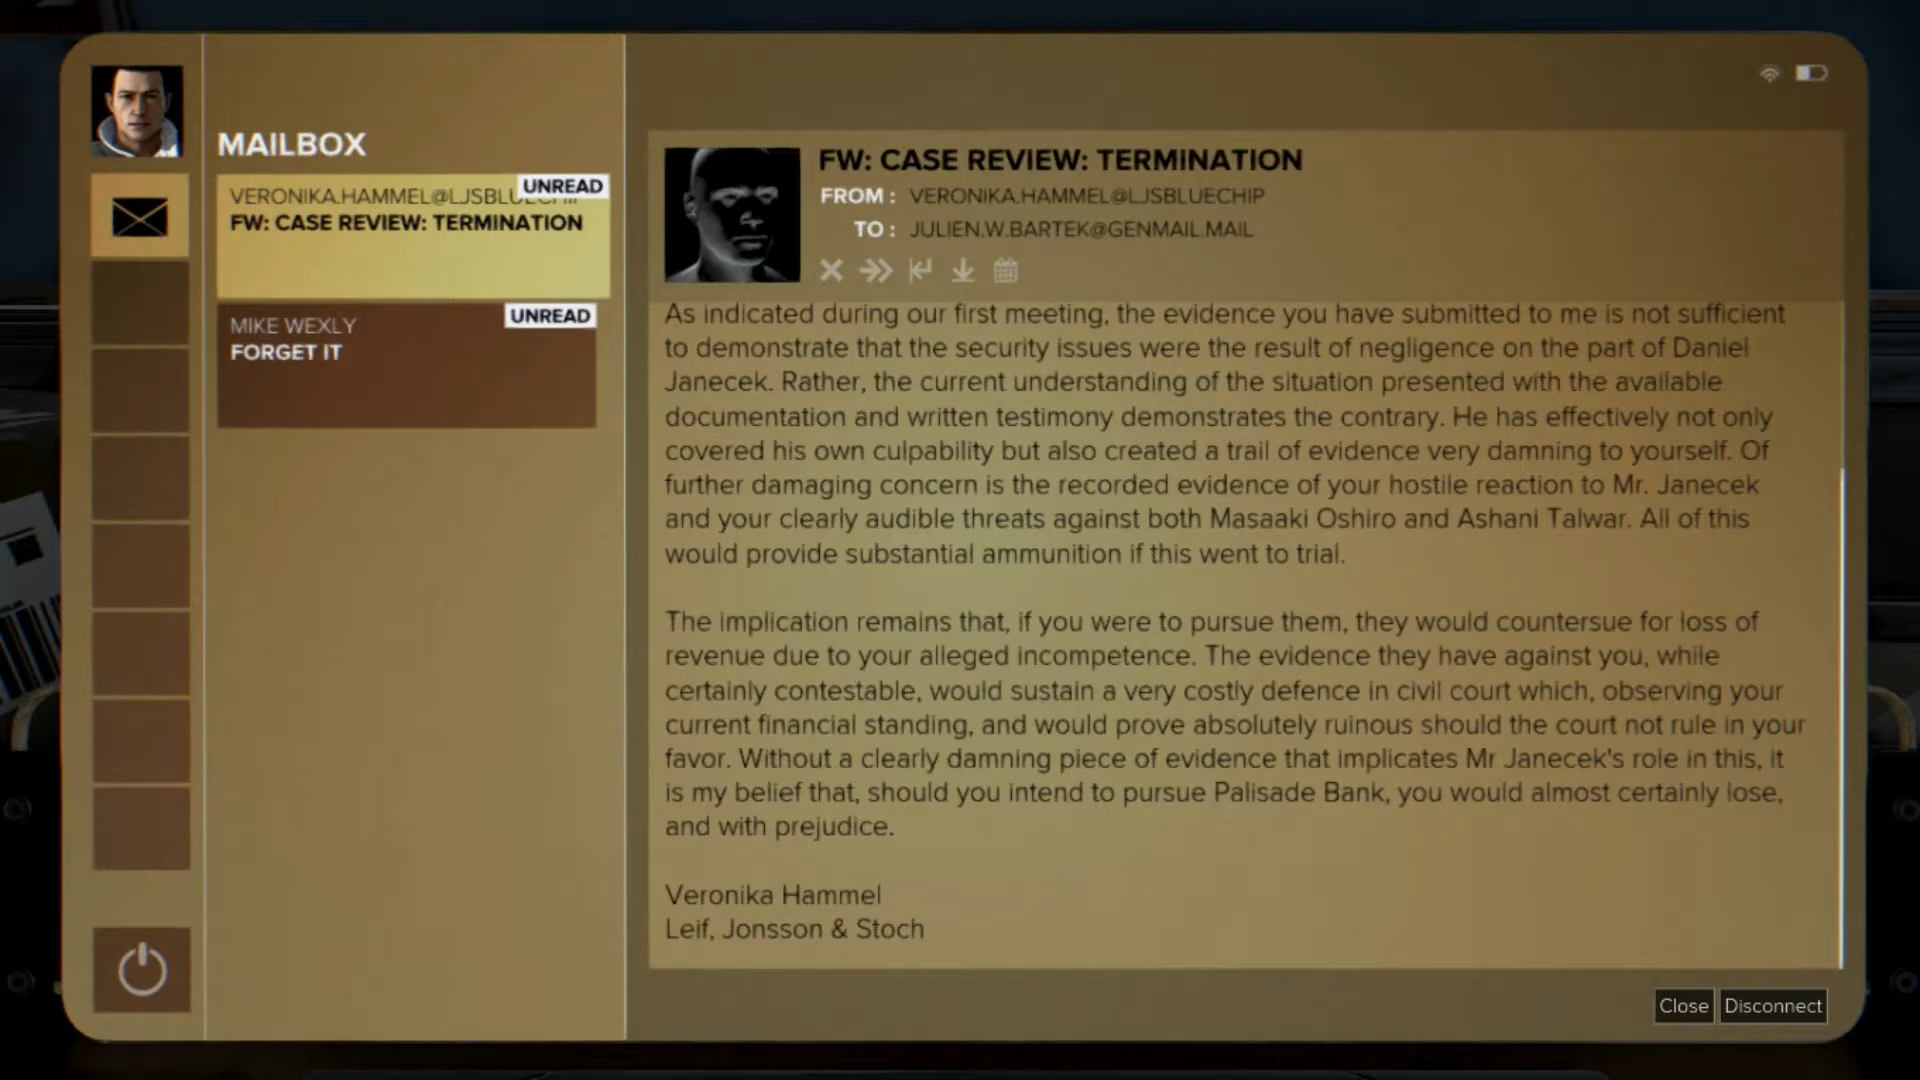 MAILBOX
VERONIKA.HAMMEL@LJSBLUECHIP
UNREAD
FW: CASE REVIEW: TERMINATION
MIKE WEXLY
UNREAD
FORGET IT
FW: CASE REVIEW: TERMINATION
FROM : VERONIKA.HAMMEL@LJSBLUECHIP
TO : JULIEN.W.BARTEK@GENMAIL.MAIL
As indicated during our first meeting, the evidence you have submitted to me is not sufficient
to demonstrate that the security issues were the result of negligence on the part of Daniel
Janecek. Rather, the current understanding of the situation presented with the available
documentation and written testimony demonstrates the contrary. He has effectively not only
covered his own culpability but also created a trail of evidence very damning to yourself. Of
further damaging concern is the recorded evidence of your hostile reaction to Mr. Janecek
and your clearly audible threats against both Masaaki Oshiro and Ashani Talwar. All of this
would provide substantial ammunition if this went to trial.
The implication remains that, if you were to pursue them, they would countersue for loss of
revenue due to your alleged incompetence. The evidence they have against you, while
certainly contestable, would sustain a very costly defence in civil court which, observing your
current financial standing, and would prove absolutely ruinous should the court not rule in your
favor. Without a clearly damning piece of evidence that implicates Mr Janecek's role in this, it
is my belief that, should you intend to pursue Palisade Bank, you would almost certainly lose,
and with prejudice.
Veronika Hammel
Leif, Jonsson & Stoch
Close
Disconnect